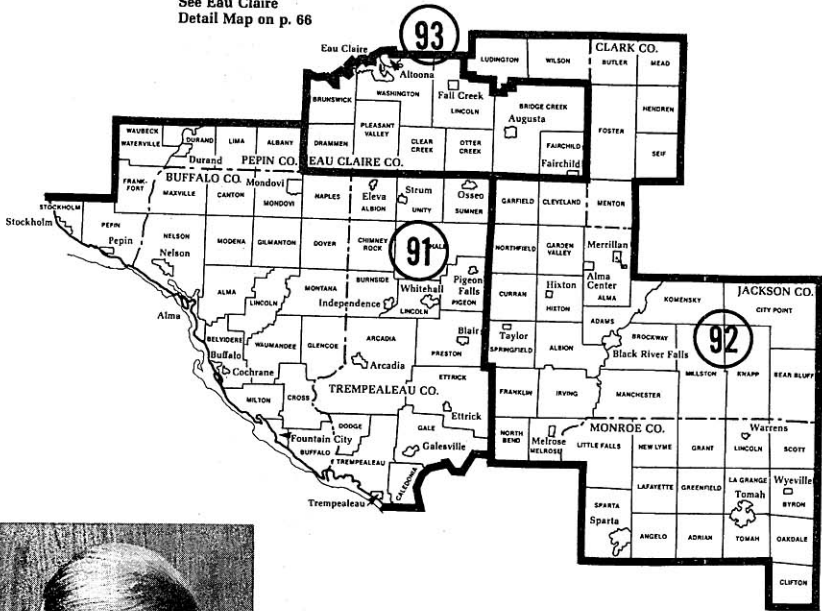 See Eau Claire
Detail Map on p. 66
93
CLARK CO.
Eau Claire
LUDINGTON WILSON BUTLER MEAD
Altoona
WASHINGTON
Fall Creek
BRUNSWICK
LINCOLN
BRIDGE CREEK
HENDREN
Augusta
PLEASANT
VALLEY
FOSTER
WAUBECK
WATERVILLE
DURAND
LIMA ALBANY
DRAMMEN
CLEAR
CREEK
OTTER
CREEK
FAIRCHILD
SEIF
Durand
Fairchild
PEPIN CO. EAU CLAIRE CO.
FRANK-
FORT
BUFFALO CO.
Mondovi
MAXVILLE CANTON
MONDOVI
NAPLES
Eleva
ALBION
Strum
UNITY
Osseo
SUMNER
GARFIELD CLEVELAND MENTOR
STOCKHOLM
Stockholm
PEPIN
Pepin
NELSON
Nelson
MODENA GILMANTON DOVER
CHIMNEY
ROCK
91
HALE
NORTHFIELD
GARDEN
VALLEY
Merrillan
Alma
Center
ALMA
Pigeon
Falls
PIGEON
BURNSIDE
Whitehall
LINCOLN
Independence
ALMA
LINCOLN
MONTANA
CURRAN
Hixton
HIXTON
KOMENSKY
JACKSON CO.
CITY POINT
Alma
ADAMS
BELVIDERE
WAUMANDEE GLENCOE
ARCADIA
Arcadia
Blair
PRESTON
Taylor
SPRINGFIELD
ALBION
BROCKWAY
Black River Falls
92
Buffalo
Cochrane
MILLSTON KNAPP
BEAR BLUFF
ETTRICK
TREMPEALEAU CO.
MILTON
CROSS
FRANKLIN IRVING MANCHESTER
Ettrick
MONROE CO.
DODGE
GALE
NORTH
BEND
Melrose
MELROSE
LITTLE FALLS NEW LYME GRANT
Warrens
LINCOLN
SCOTT
Fountain City
BUFFALO
Galesville
TREMPEALEAU
CALEDONIA
LAFAYETTE GREENFIELD
LA GRANGE
Tomah
Wyeville
BYRON
Trempealeau
SPARTA
Sparta
ANGELO ADRIAN TOMAH OAKDALE
CLIFTON